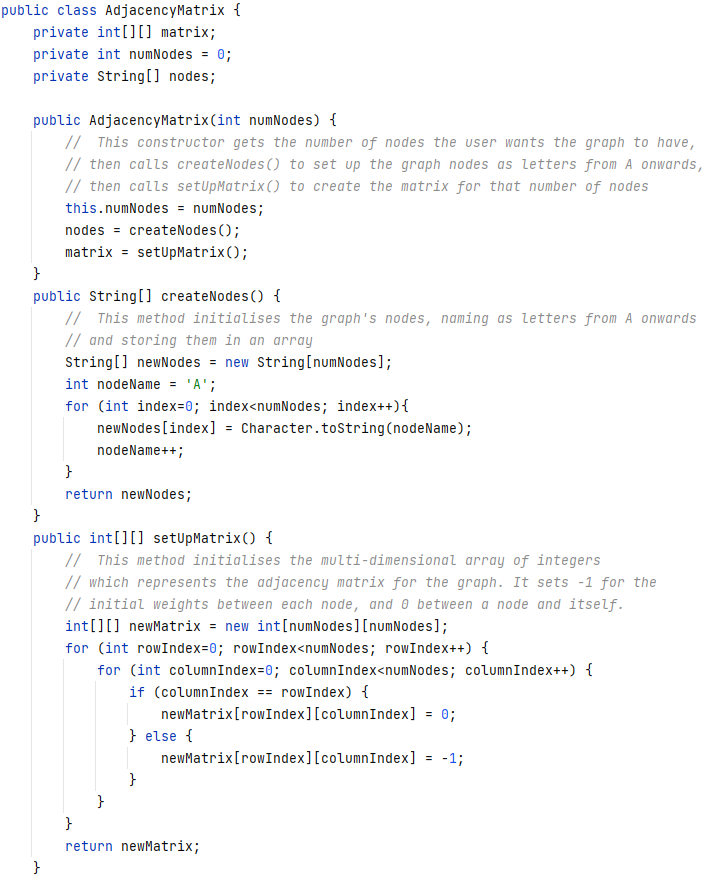 public class AdjacencyMatrix {
    private int[][] matrix;
    private int numNodes = 0;
    private String[] nodes;

    public AdjacencyMatrix(int numNodes) {
        //  This constructor gets the number of nodes the user wants the graph to have,
        // then calls createNodes() to set up the graph nodes as letters from A onwards,
        // then calls setUpMatrix() to create the matrix for that number of nodes
        this.numNodes = numNodes;
        nodes = createNodes();
        matrix = setUpMatrix();
    }
    public String[] createNodes() {
        //  This method initialises the graph's nodes, naming as letters from A onwards
        // and storing them in an array
        String[] newNodes = new String[numNodes];
        int nodeName = 'A';
        for (int index=0; index<numNodes; index++){
            newNodes[index] = Character.toString(nodeName);
            nodeName++;
        }
        return newNodes;
    }
    public int[][] setUpMatrix() {
        //  This method initialises the multi-dimensional array of integers
        // which represents the adjacency matrix for the graph. It sets -1 for the
        // initial weights between each node, and 0 between a node and itself.
        int[][] newMatrix = new int[numNodes][numNodes];
        for (int rowIndex=0; rowIndex<numNodes; rowIndex++) {
            for (int columnIndex=0; columnIndex<numNodes; columnIndex++) {
                if (columnIndex == rowIndex) {
                    newMatrix[rowIndex][columnIndex] = 0;
                } else {
                    newMatrix[rowIndex][columnIndex] = -1;
                }
            }
        }
        return newMatrix;
    }